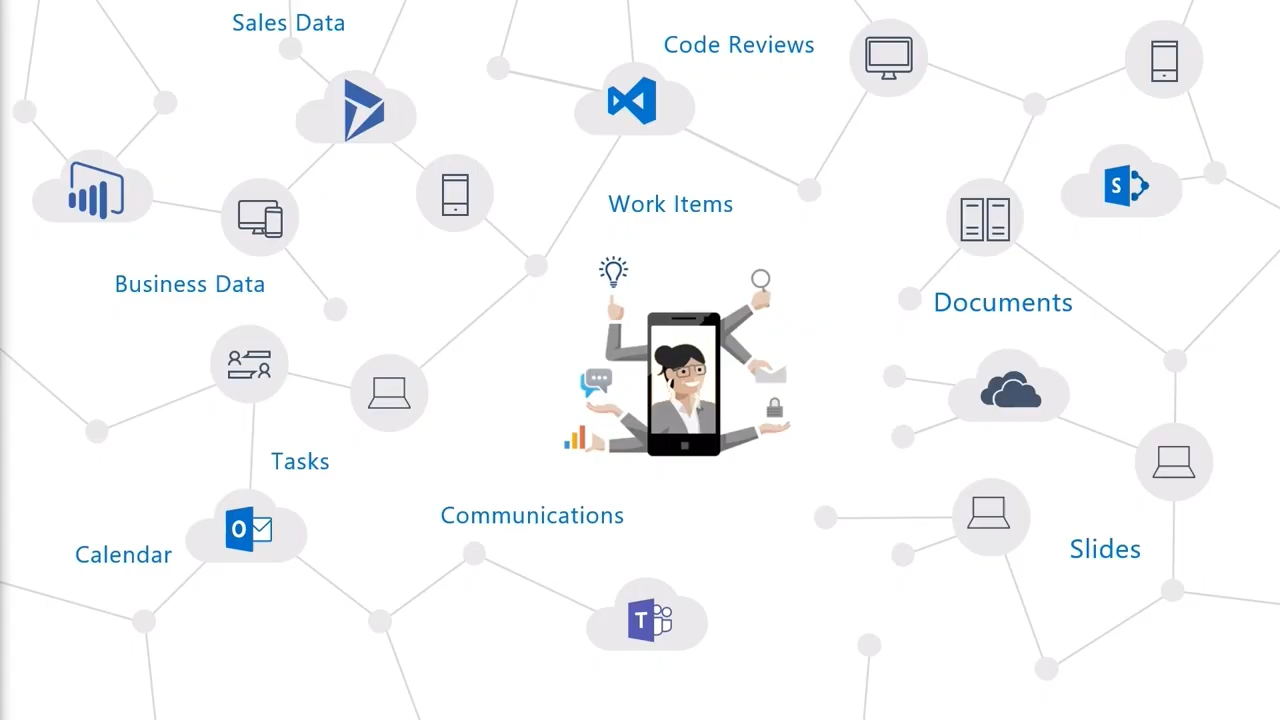 Sales Data
Code Reviews
S
Work Items
Business Data
Documents
Tasks
Communications
O
Calendar
Slides
T